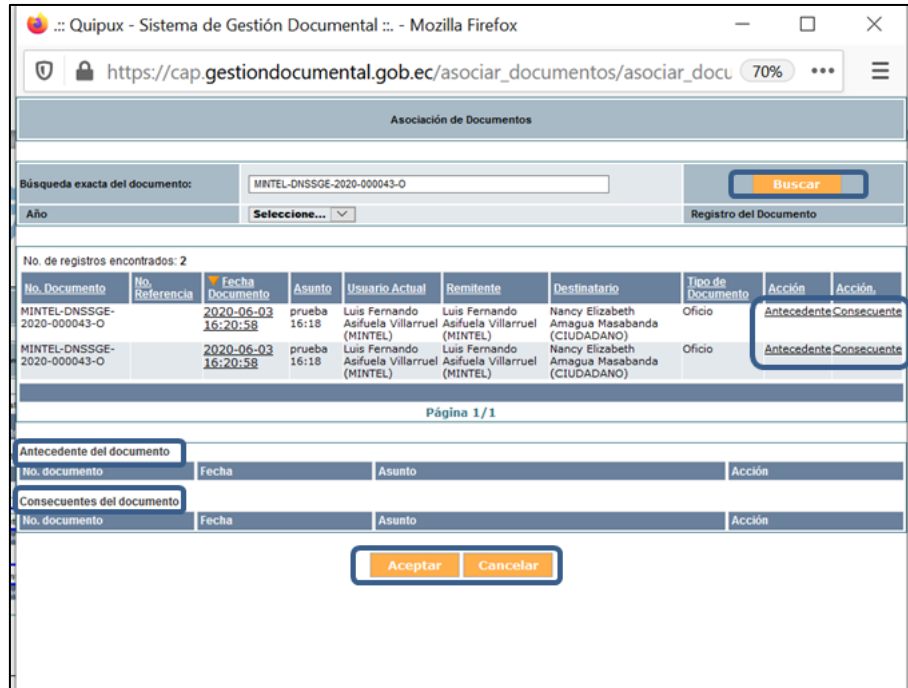 .:: Quipux - Sistema de Gestión Documental ::. - Mozilla Firefox
https://cap.gestiondocumental.gob.ec/asociar_documentos/asociar_docu 70%
Asociación de Documentos
Búsqueda exacta del documento: MINTEL-DNSSGE-2020-000043-O Buscar
Año Seleccione... Registro del Documento
No. de registros encontrados: 2
No. Documento No. Referencia Fecha Documento Asunto Usuario Actual Remitente Destinatario Tipo de Documento Acción Acción.
MINTEL-DNSSGE- 2020-06-03 prueba Luis Fernando Luis Fernando Nancy Elizabeth Oficio Antecedente Consecuente
2020-000043-O 16:20:58 16:18 Asifuela Villarruel Asifuela Villarruel Amagua Masabanda
(MINTEL) (MINTEL) (CIUDADANO)
MINTEL-DNSSGE- 2020-06-03 prueba Luis Fernando Luis Fernando Nancy Elizabeth Oficio Antecedente Consecuente
2020-000043-O 16:20:58 16:18 Asifuela Villarruel Asifuela Villarruel Amagua Masabanda
(MINTEL) (MINTEL) (CIUDADANO)
Página 1/1
Antecedente del documento
No. documento Fecha Asunto Acción
Consecuentes del documento
No. documento Fecha Asunto Acción
Aceptar Cancelar